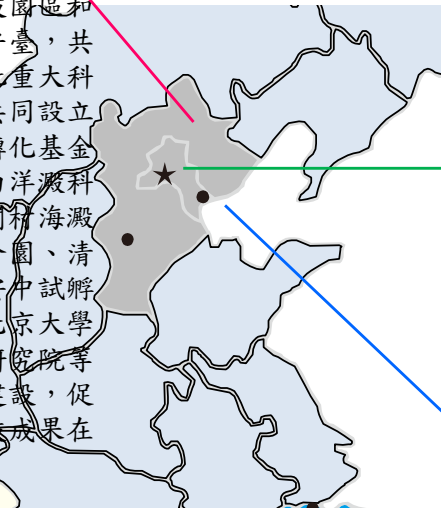 園區和
臺，共
重大科
同設立
化基金
洋澱科
村海澱
園、清
中試孵
京大學
研究院等
設，促
成果在